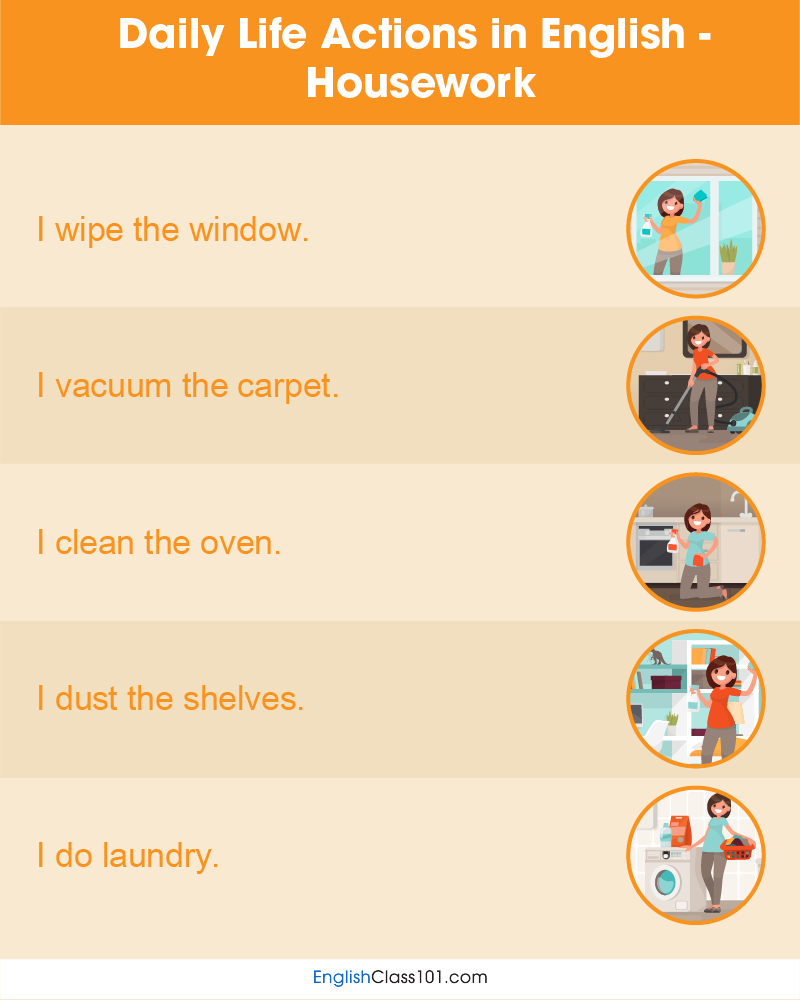 Daily Life Actions in English -
Housework
I wipe the window.
I vacuum the carpet.
I clean the oven.
I dust the shelves.
I do laundry.
EnglishClass101.com